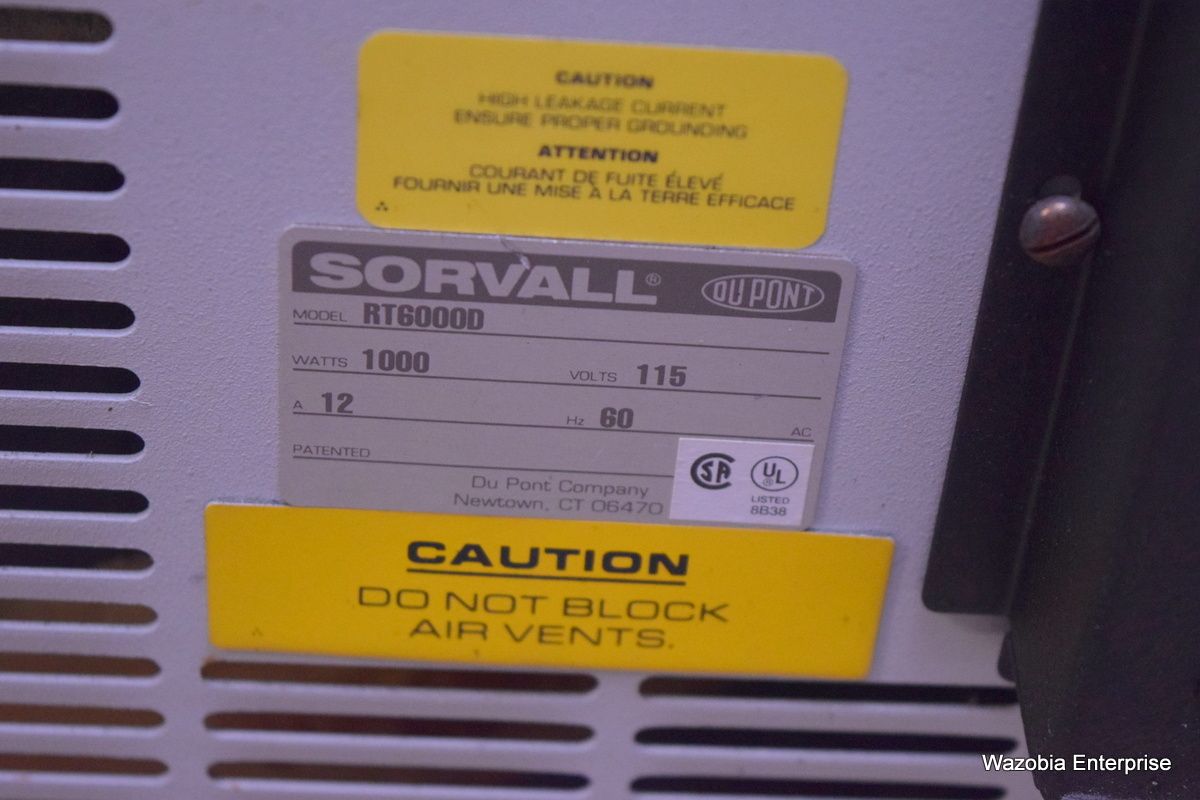 CAUTION
HIGH LEAKAGE CURRENT
ENSURE PROPER GROUNDING
ATTENTION
COURANT DE FUITE ÉLEVÉ
FOURNIR UNE MISE À LA TERRE EFFICACE
SORVALL® DU PONT
MODEL RT6000D
WATTS 1000 VOLTS 115
A 12 Hz 60 AC
PATENTED
SA UL®
LISTED
8B38
Du Pont Company
Newtown, CT 06470
CAUTION
DO NOT BLOCK
AIR VENTS.
Wazobia Enterprise